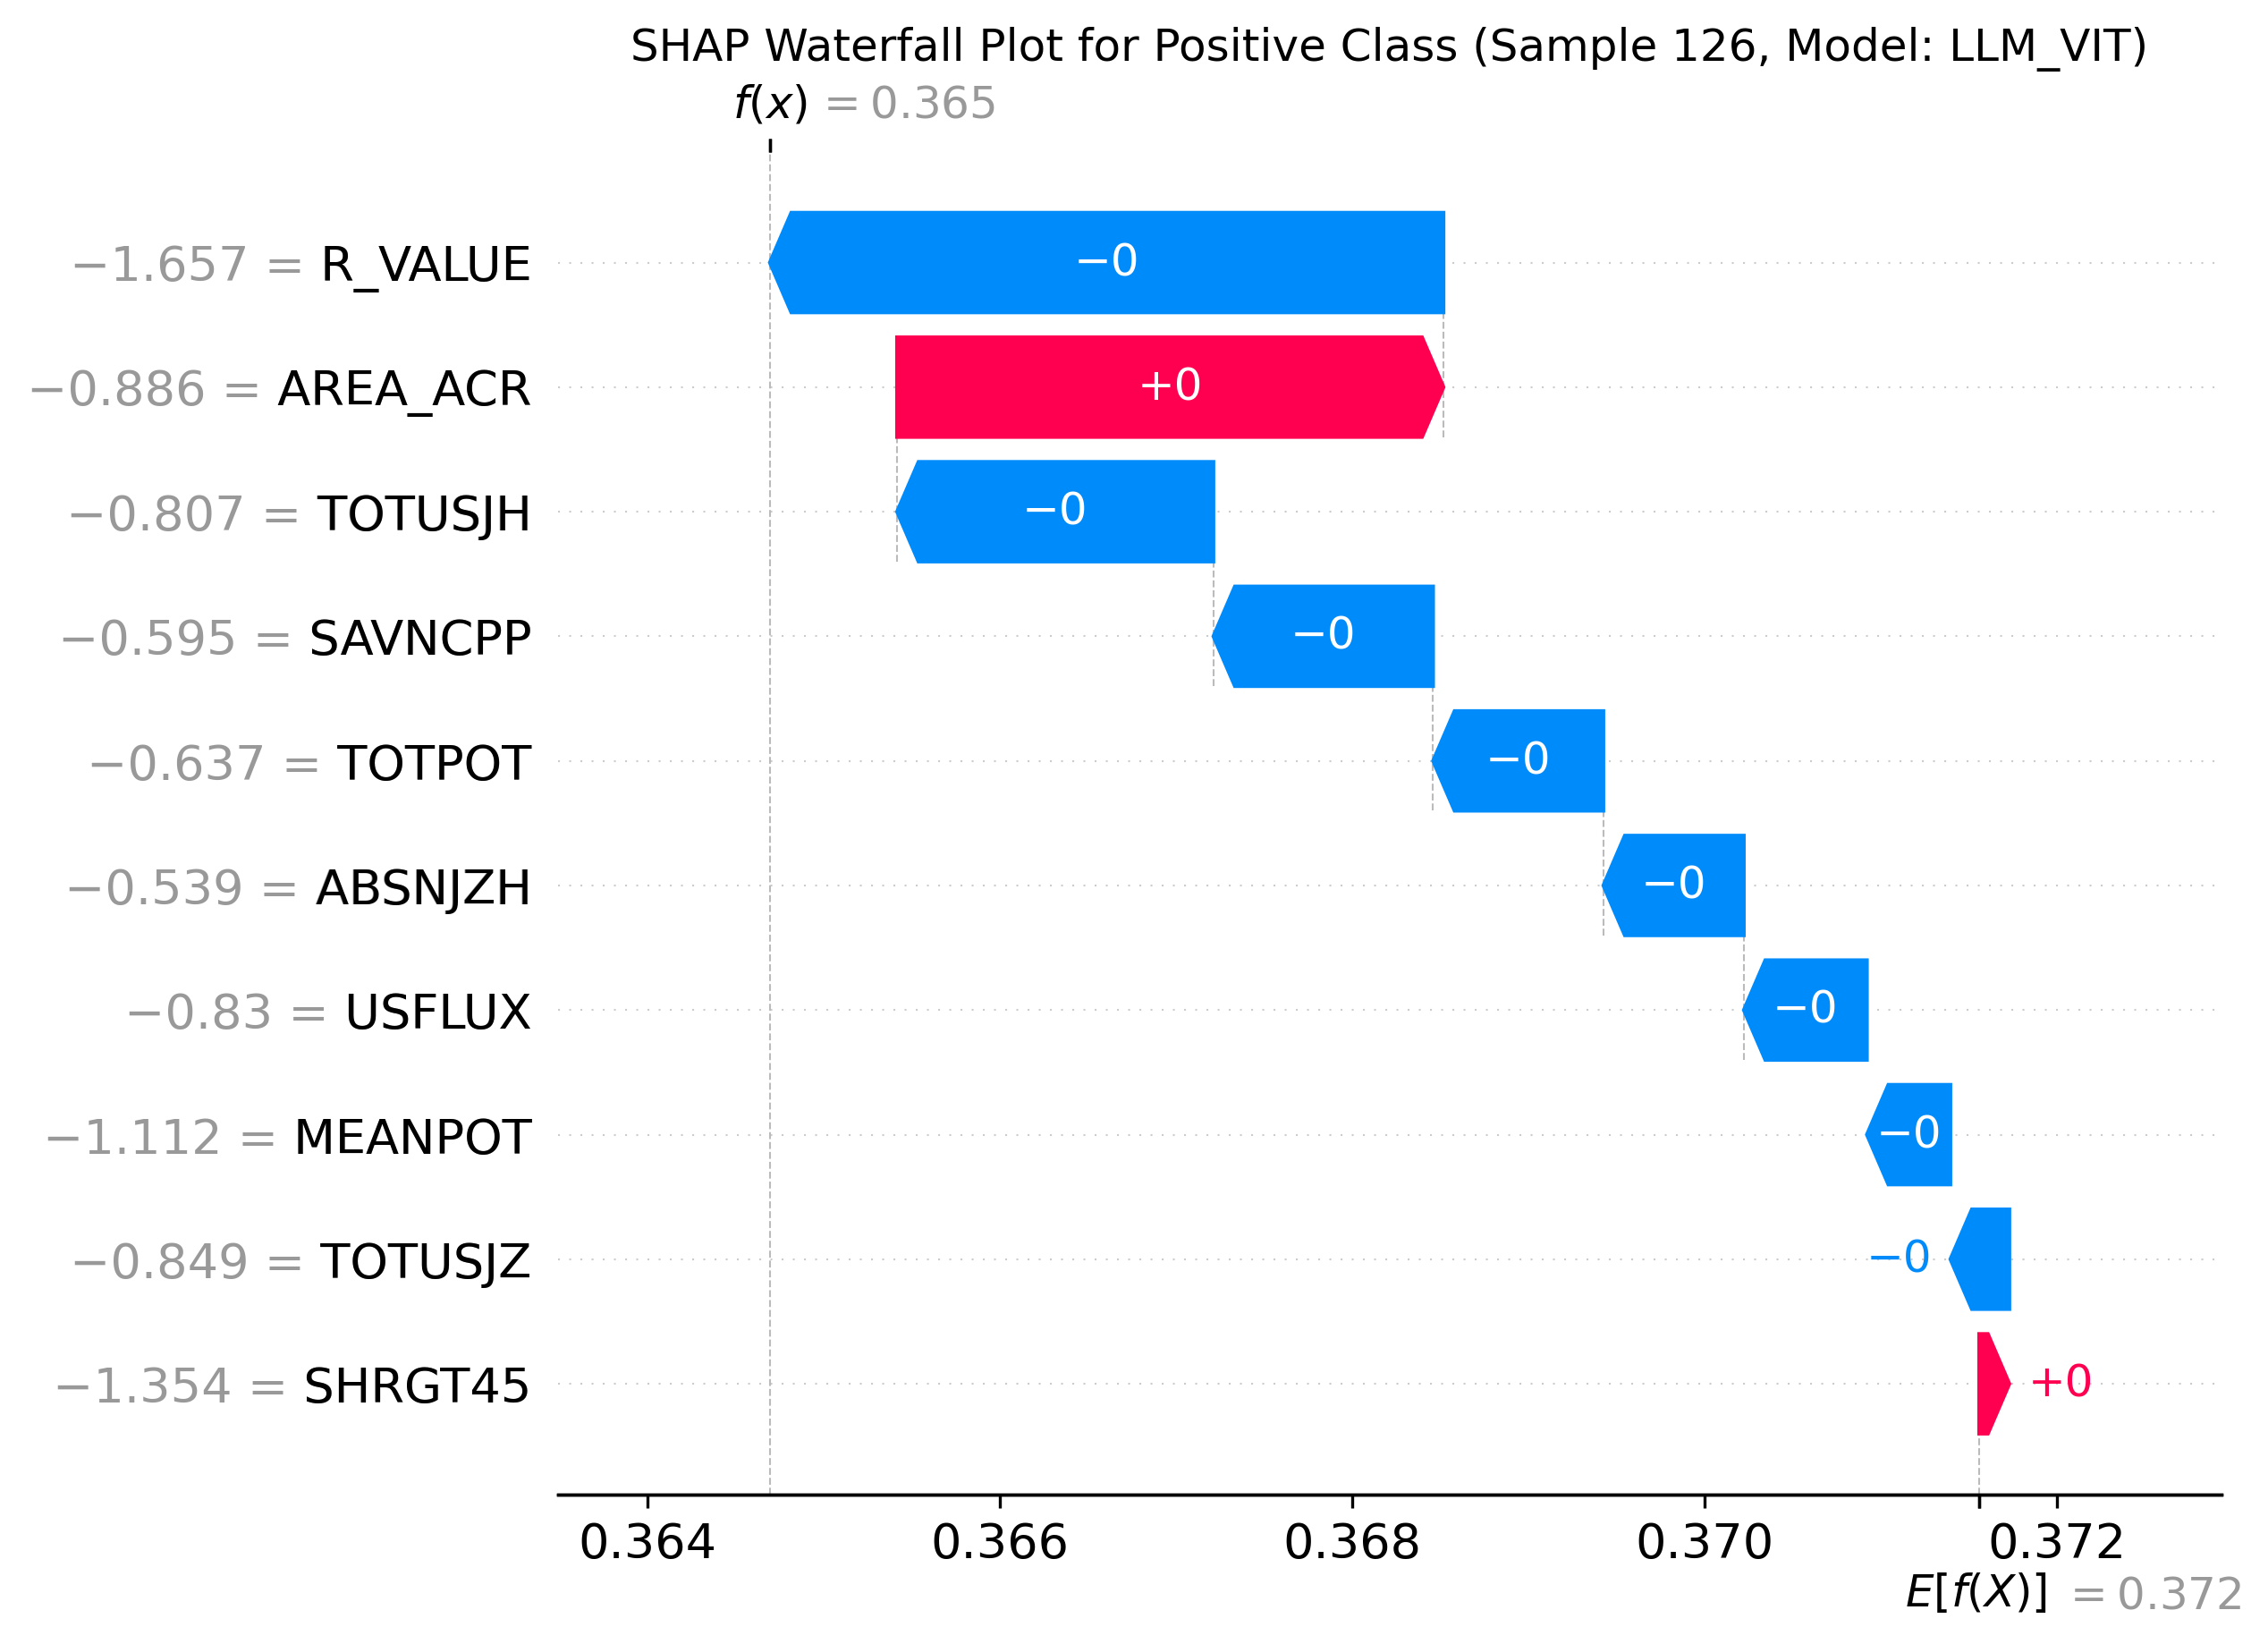 SHAP Waterfall Plot for Positive Class (Sample 126, Model: LLM_VIT)
f(x) = 0.365
−1.657 = R_VALUE −0
−0.886 = AREA_ACR +0
−0.807 = TOTUSJH −0
−0.595 = SAVNCPP −0
−0.637 = TOTPOT −0
−0.539 = ABSNJZH −0
−0.83 = USFLUX −0
−1.112 = MEANPOT −0
−0.849 = TOTUSJZ −0
−1.354 = SHRGT45 +0
0.364 0.366 0.368 0.370 0.372
E[f(X)] = 0.372